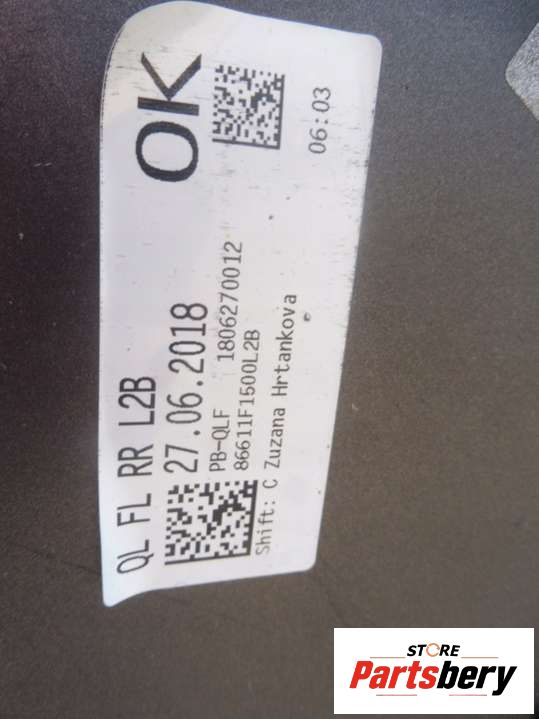 QL FL RR L2B
OK
27.06.2018
PB-QLF 1806270012
86611F1500L2B
Shift: C Zuzana Hrtankova
06:03
STORE
Partsbery